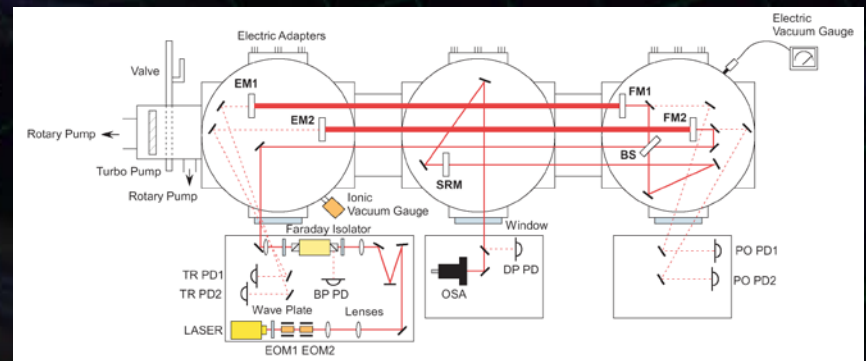 Electric Adapters
Electric
Vacuum Gauge
Valve
EM1
FM1
EM2
FM2
Rotary Pump
BS
Turbo Pump
SRM
Rotary Pump
Ionic
Vacuum Gauge
Faraday Isolator
Window
TR PD1
DP PD
PO PD1
TR PD2
BP PD
OSA
PO PD2
Wave Plate
Lenses
LASER
EOM1 EOM2